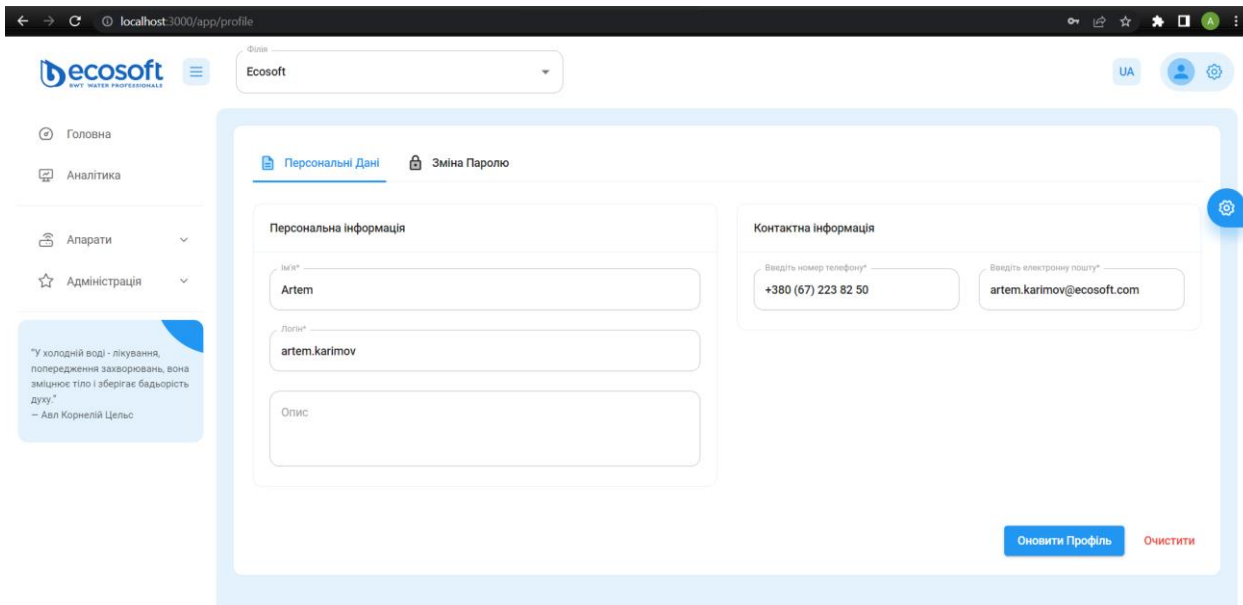 localhost:3000/app/profile
A
ecosoft
BWT WATER PROFESSIONALS
Філія
Ecosoft
UA
Головна
Аналітика
Апарати
Адміністрація
"У холодній воді - лікування,
попередження захворювань, вона
зміцнює тіло і зберігає бадьорість
духу."
— Авл Корнелій Цельс
Персональні Дані
Зміна Паролю
Персональна інформація
Ім'я*
Artem
Логін*
artem.karimov
Опис
Контактна інформація
Введіть номер телефону*
+380 (67) 223 82 50
Введіть електронну пошту*
artem.karimov@ecosoft.com
Оновити Профіль
Очистити